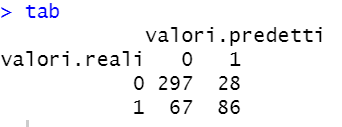 > tab
valori.predetti
valori.reali 0 1
0 297 28
1 67 86